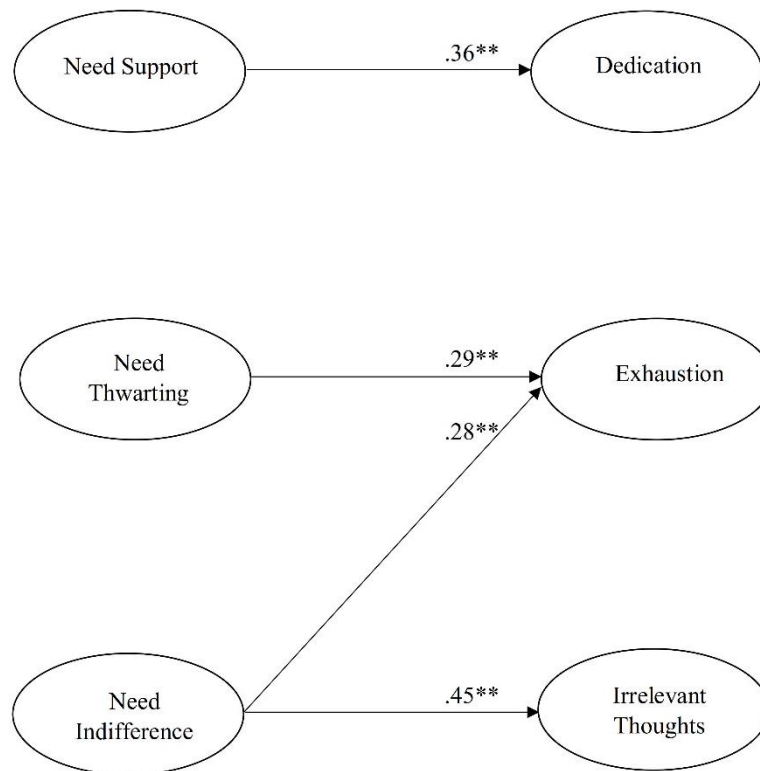 Need Support
.36**
Dedication
Need
Thwarting
.29**
Exhaustion
.28**
Need
Indifference
.45**
Irrelevant
Thoughts